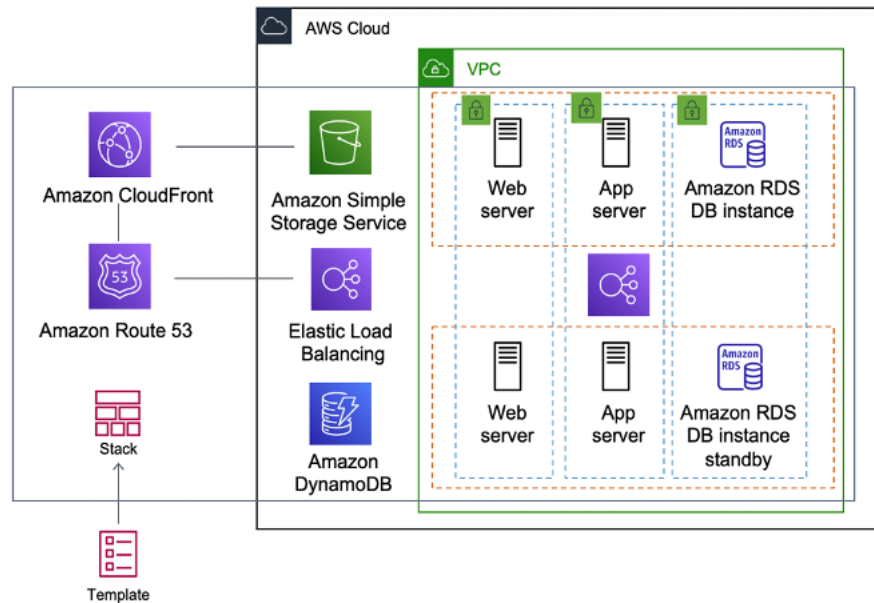 AWS Cloud
VPC
Amazon CloudFront
Amazon Simple
Storage Service
Web
server
App
server
Amazon
RDS
Amazon RDS
DB instance
53
Amazon Route 53
Elastic Load
Balancing
Stack
Amazon
DynamoDB
Web
server
App
server
Amazon
RDS
Amazon RDS
DB instance
standby
Template